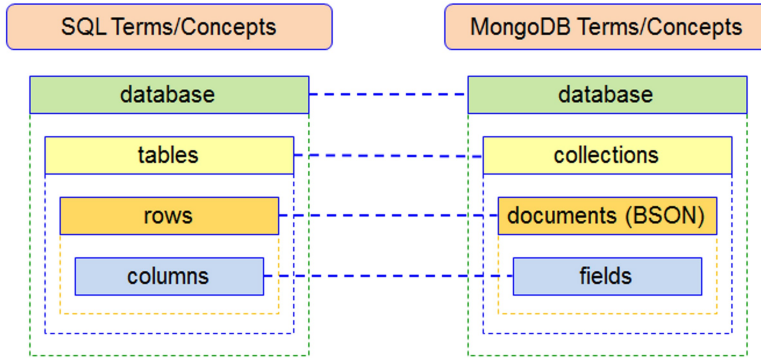 SQL Terms/Concepts
MongoDB Terms/Concepts
database
database
tables
collections
rows
documents (BSON)
columns
fields